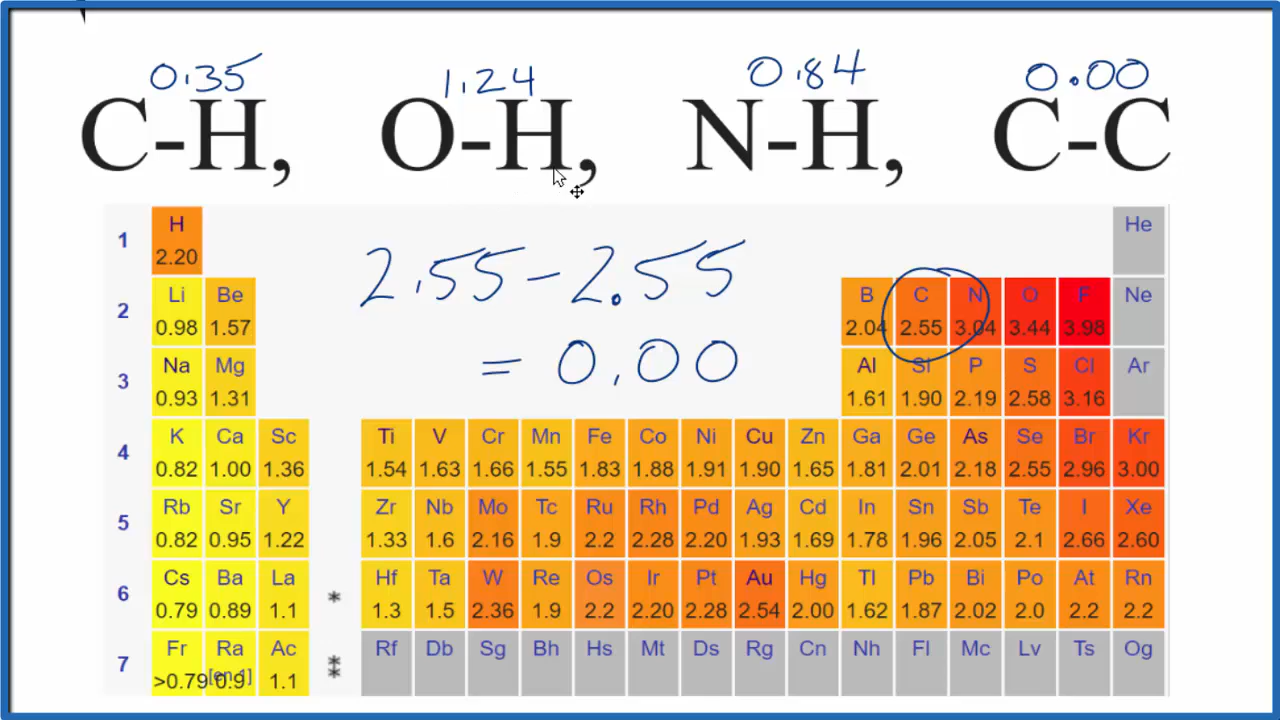 0.35 1.24 0.84 0.00
C-H, O-H, N-H, C-C
1 H He
2.20
2.55 - 2.55
2 Li Be B C N O F Ne
0.98 1.57 2.04 2.55 3.04 3.44 3.98
= 0.00
3 Na Mg Al Si P S Cl Ar
0.93 1.31 1.61 1.90 2.19 2.58 3.16
4 K Ca Sc Ti V Cr Mn Fe Co Ni Cu Zn Ga Ge As Se Br Kr
0.82 1.00 1.36 1.54 1.63 1.66 1.55 1.83 1.88 1.91 1.90 1.65 1.81 2.01 2.18 2.55 2.96 3.00
5 Rb Sr Y Zr Nb Mo Tc Ru Rh Pd Ag Cd In Sn Sb Te I Xe
0.82 0.95 1.22 1.33 1.6 2.16 1.9 2.2 2.28 2.20 1.93 1.69 1.78 1.96 2.05 2.1 2.66 2.60
6 Cs Ba La * Hf Ta W Re Os Ir Pt Au Hg Tl Pb Bi Po At Rn
0.79 0.89 1.1 1.3 1.5 2.36 1.9 2.2 2.20 2.28 2.54 2.00 1.62 1.87 2.02 2.0 2.2 2.2
7 Fr Ra Ac ** Rf Db Sg Bh Hs Mt Ds Rg Cn Nh Fl Mc Lv Ts Og
>0.79 0.9 [en 1] 1.1